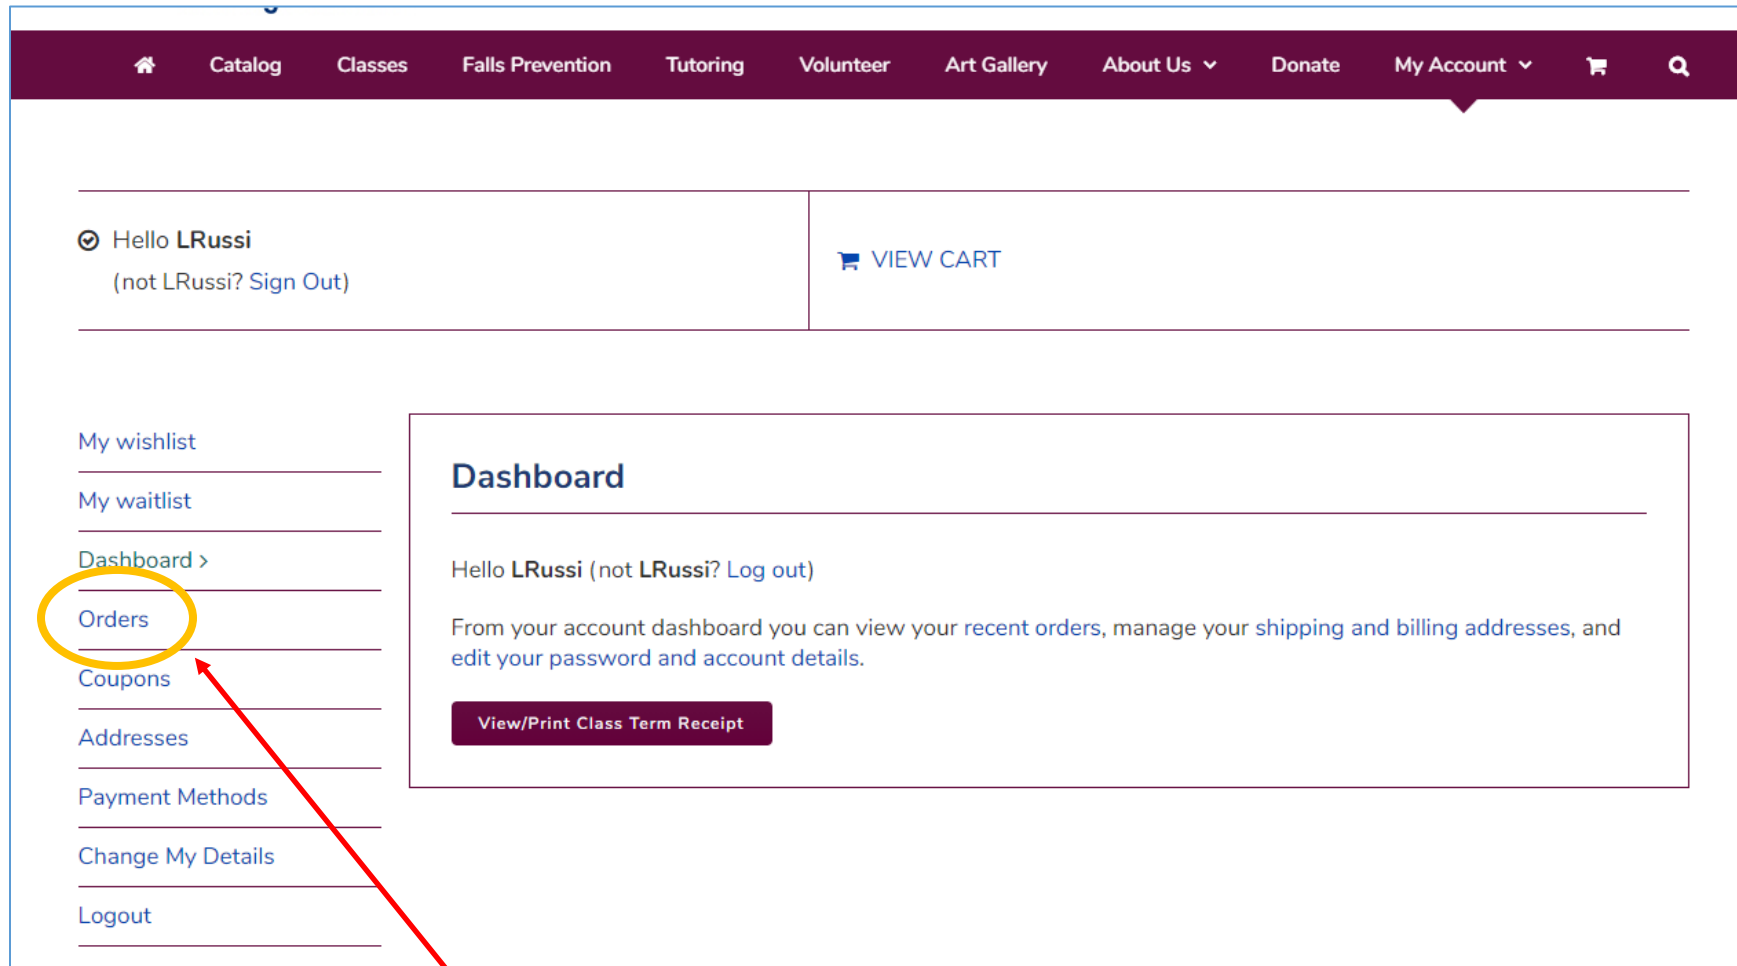 Catalog Classes Falls Prevention Tutoring Volunteer Art Gallery About Us Donate My Account
Hello LRussi
(not LRussi? Sign Out)
VIEW CART
My wishlist
My waitlist
Dashboard >
Orders
Coupons
Addresses
Payment Methods
Change My Details
Logout
Dashboard
Hello LRussi (not LRussi? Log out)
From your account dashboard you can view your recent orders, manage your shipping and billing addresses, and
edit your password and account details.
View/Print Class Term Receipt